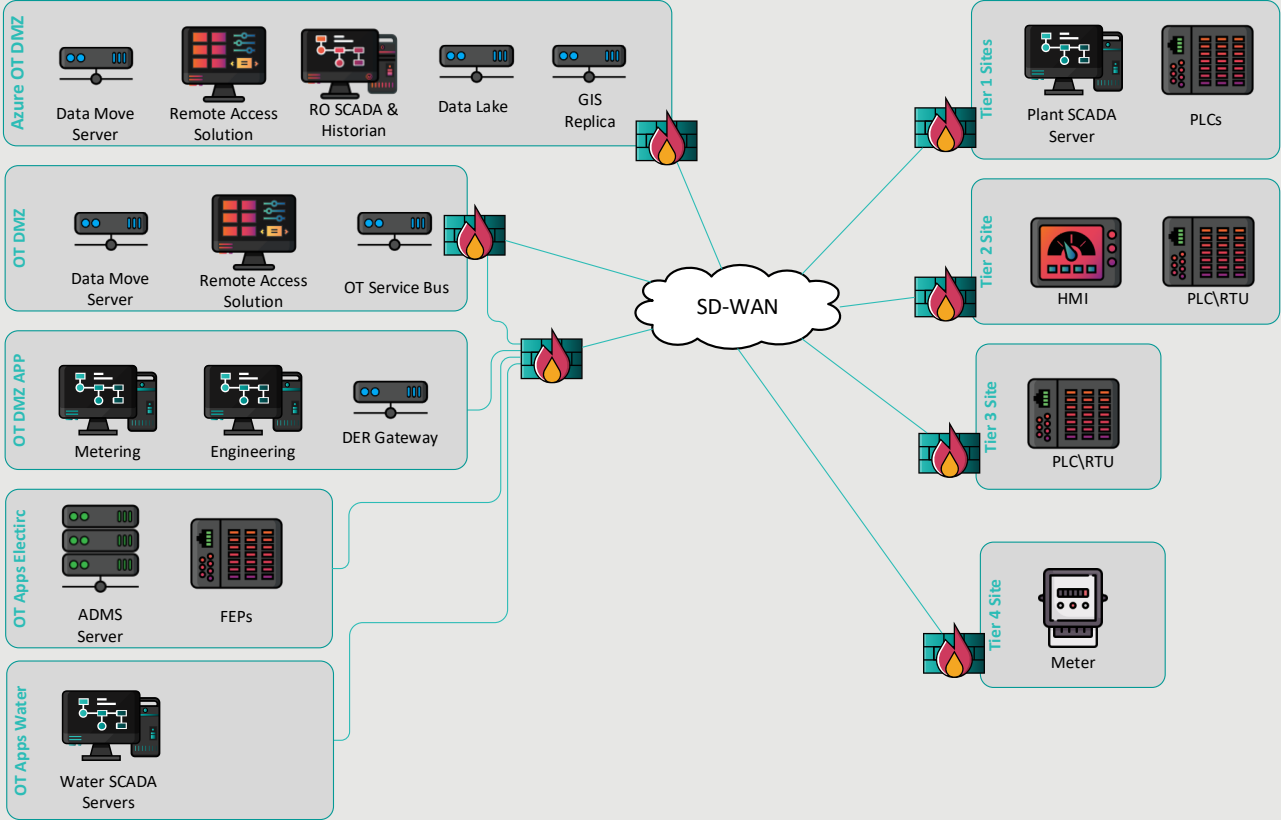 Azure OT DMZ
Data Move
Server
Remote Access
Solution
RO SCADA &
Historian
Data Lake
GIS
Replica
OT DMZ
Data Move
Server
Remote Access
Solution
OT Service Bus
OT DMZ APP
Metering
Engineering
DER Gateway
OT Apps Electirc
ADMS
Server
FEPs
OT Apps Water
Water SCADA
Servers
SD-WAN
Tier 1 Sites
Plant SCADA
Server
PLCs
Tier 2 Site
HMI
PLC\RTU
Tier 3 Site
PLC\RTU
Tier 4 Site
Meter